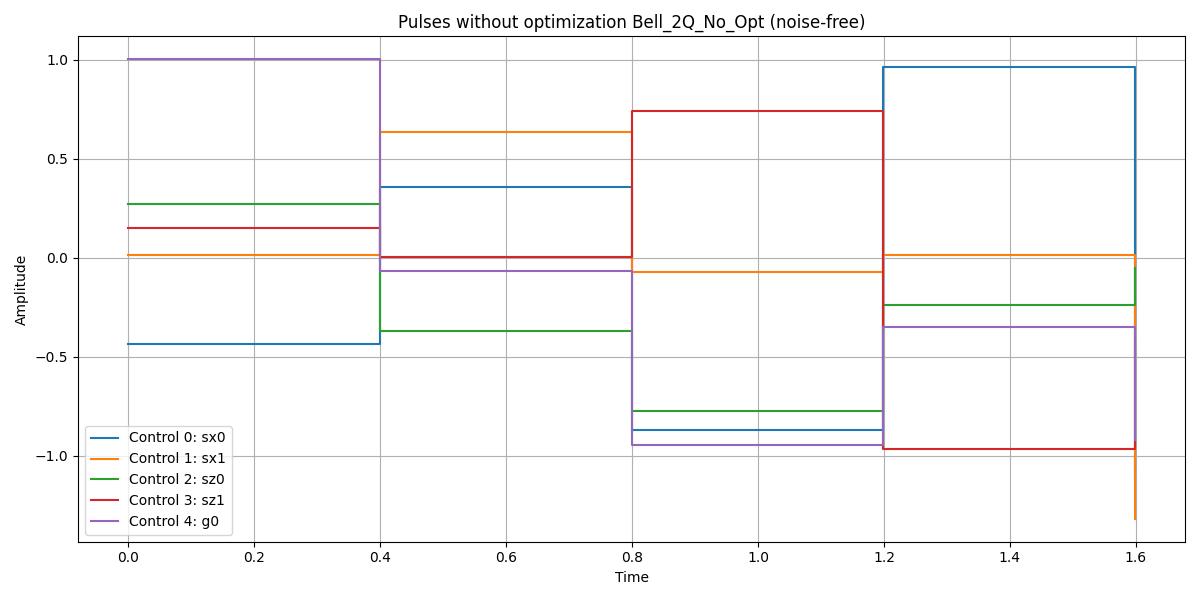 Pulses without optimization Bell_2Q_No_Opt (noise-free)
1.0
0.5
0.0
−0.5
−1.0
Amplitude
Control 0: sx0
Control 1: sx1
Control 2: sz0
Control 3: sz1
Control 4: g0
0.0 0.2 0.4 0.6 0.8 1.0 1.2 1.4 1.6
Time